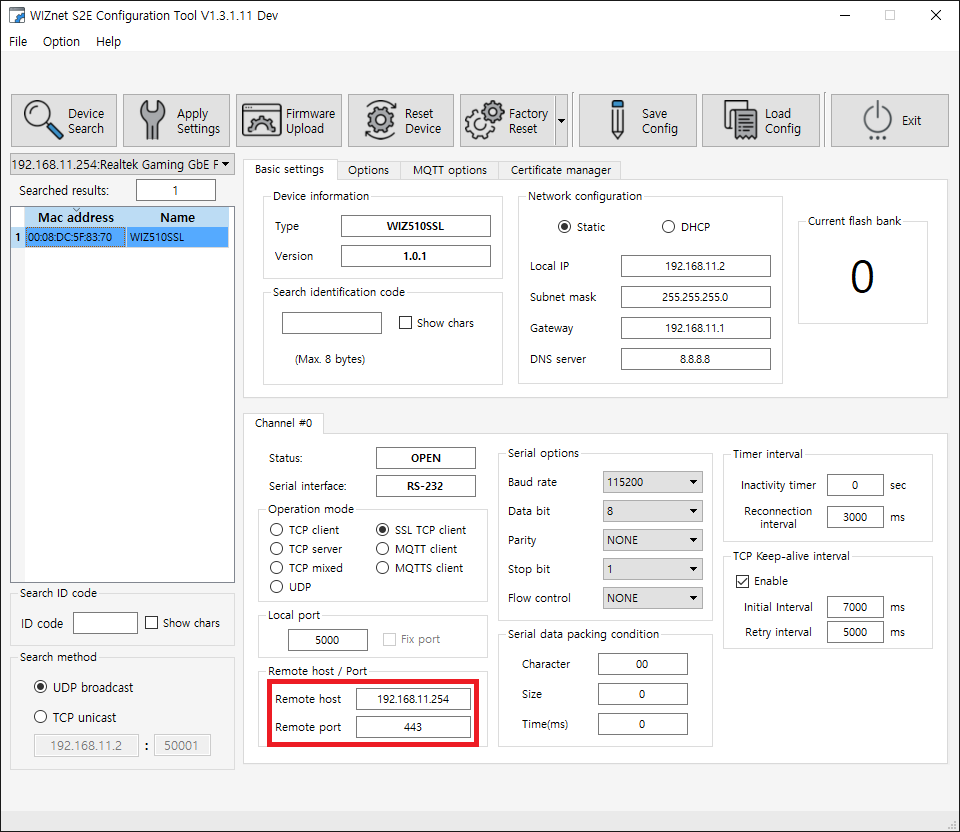 WIZnet S2E Configuration Tool V1.3.1.11 Dev
File Option Help
Device Search
Apply Settings
Firmware Upload
Reset Device
Factory Reset
Save Config
Load Config
Exit
192.168.11.254:Realtek Gaming GbE F
Searched results: 1
Mac address Name
1 00:08:DC:5F:83:70 WIZ510SSL
Search ID code
ID code Show chars
Search method
UDP broadcast
TCP unicast
192.168.11.2 : 50001
Basic settings Options MQTT options Certificate manager
Device information
Type WIZ510SSL
Version 1.0.1
Search identification code
Show chars
(Max. 8 bytes)
Network configuration
Static DHCP
Local IP 192.168.11.2
Subnet mask 255.255.255.0
Gateway 192.168.11.1
DNS server 8.8.8.8
Current flash bank
0
Channel #0
Status: OPEN
Serial interface: RS-232
Operation mode
TCP client SSL TCP client
TCP server MQTT client
TCP mixed MQTTS client
UDP
Local port
5000 Fix port
Remote host / Port
Remote host 192.168.11.254
Remote port 443
Serial options
Baud rate 115200
Data bit 8
Parity NONE
Stop bit 1
Flow control NONE
Serial data packing condition
Character 00
Size 0
Time(ms) 0
Timer interval
Inactivity timer 0 sec
Reconnection interval 3000 ms
TCP Keep-alive interval
Enable
Initial Interval 7000 ms
Retry interval 5000 ms